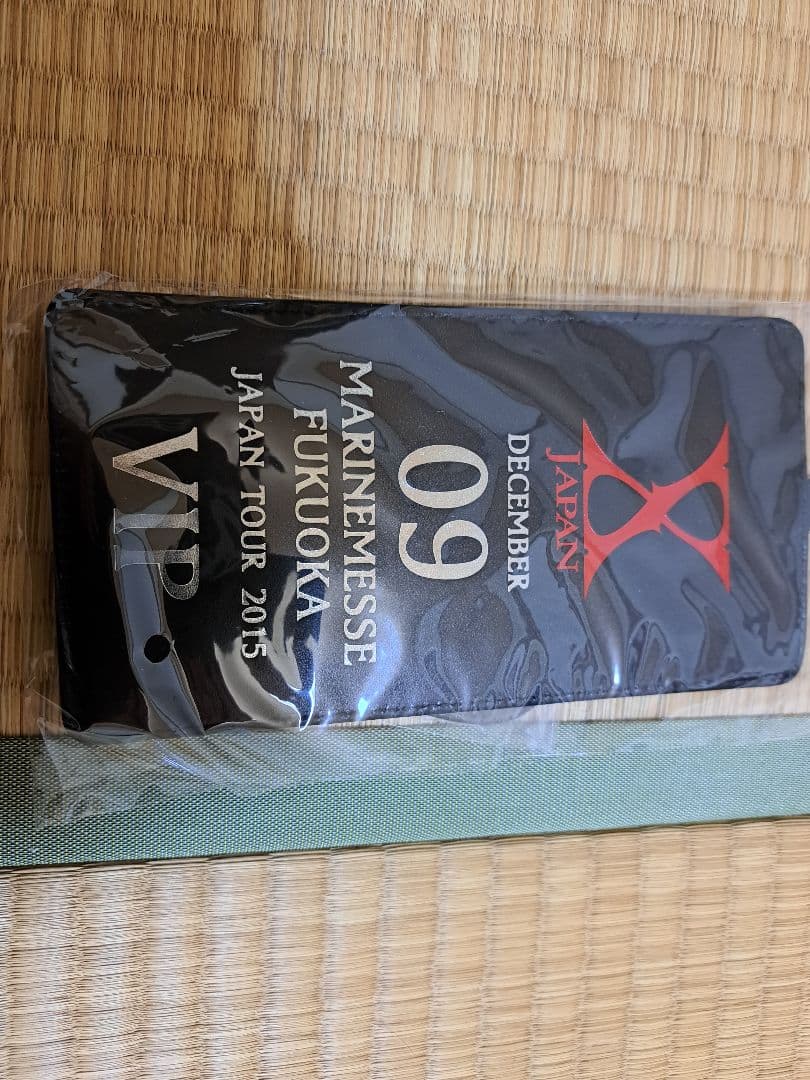 X
JAPAN
DECEMBER
09
MARINEMESSE
FUKUOKA
JAPAN TOUR 2015
VIP